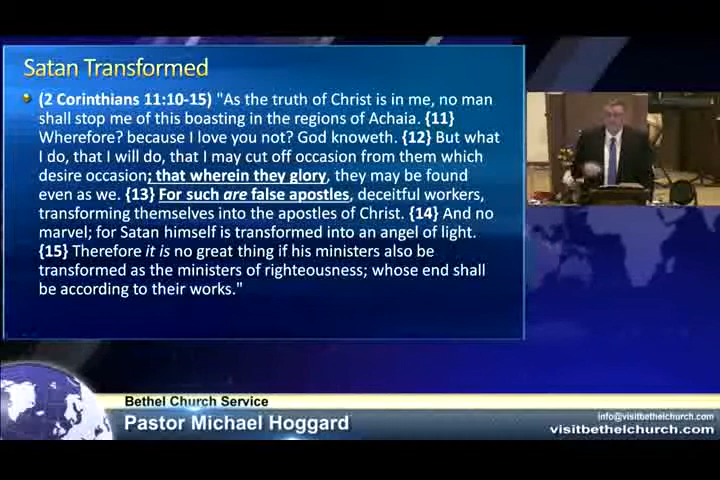 Satan Transformed
(2 Corinthians 11:10-15) "As the truth of Christ is in me, no man
shall stop me of this boasting in the regions of Achaia. {11}
Wherefore? because I love you not? God knoweth. {12} But what
I do, that I will do, that I may cut off occasion from them which
desire occasion; that wherein they glory, they may be found
even as we. {13} For such are false apostles, deceitful workers,
transforming themselves into the apostles of Christ. {14} And no
marvel; for Satan himself is transformed into an angel of light.
{15} Therefore it is no great thing if his ministers also be
transformed as the ministers of righteousness; whose end shall
be according to their works."
Bethel Church Service
Pastor Michael Hoggard
info@visitbethelchurch.com
visitbethelchurch.com